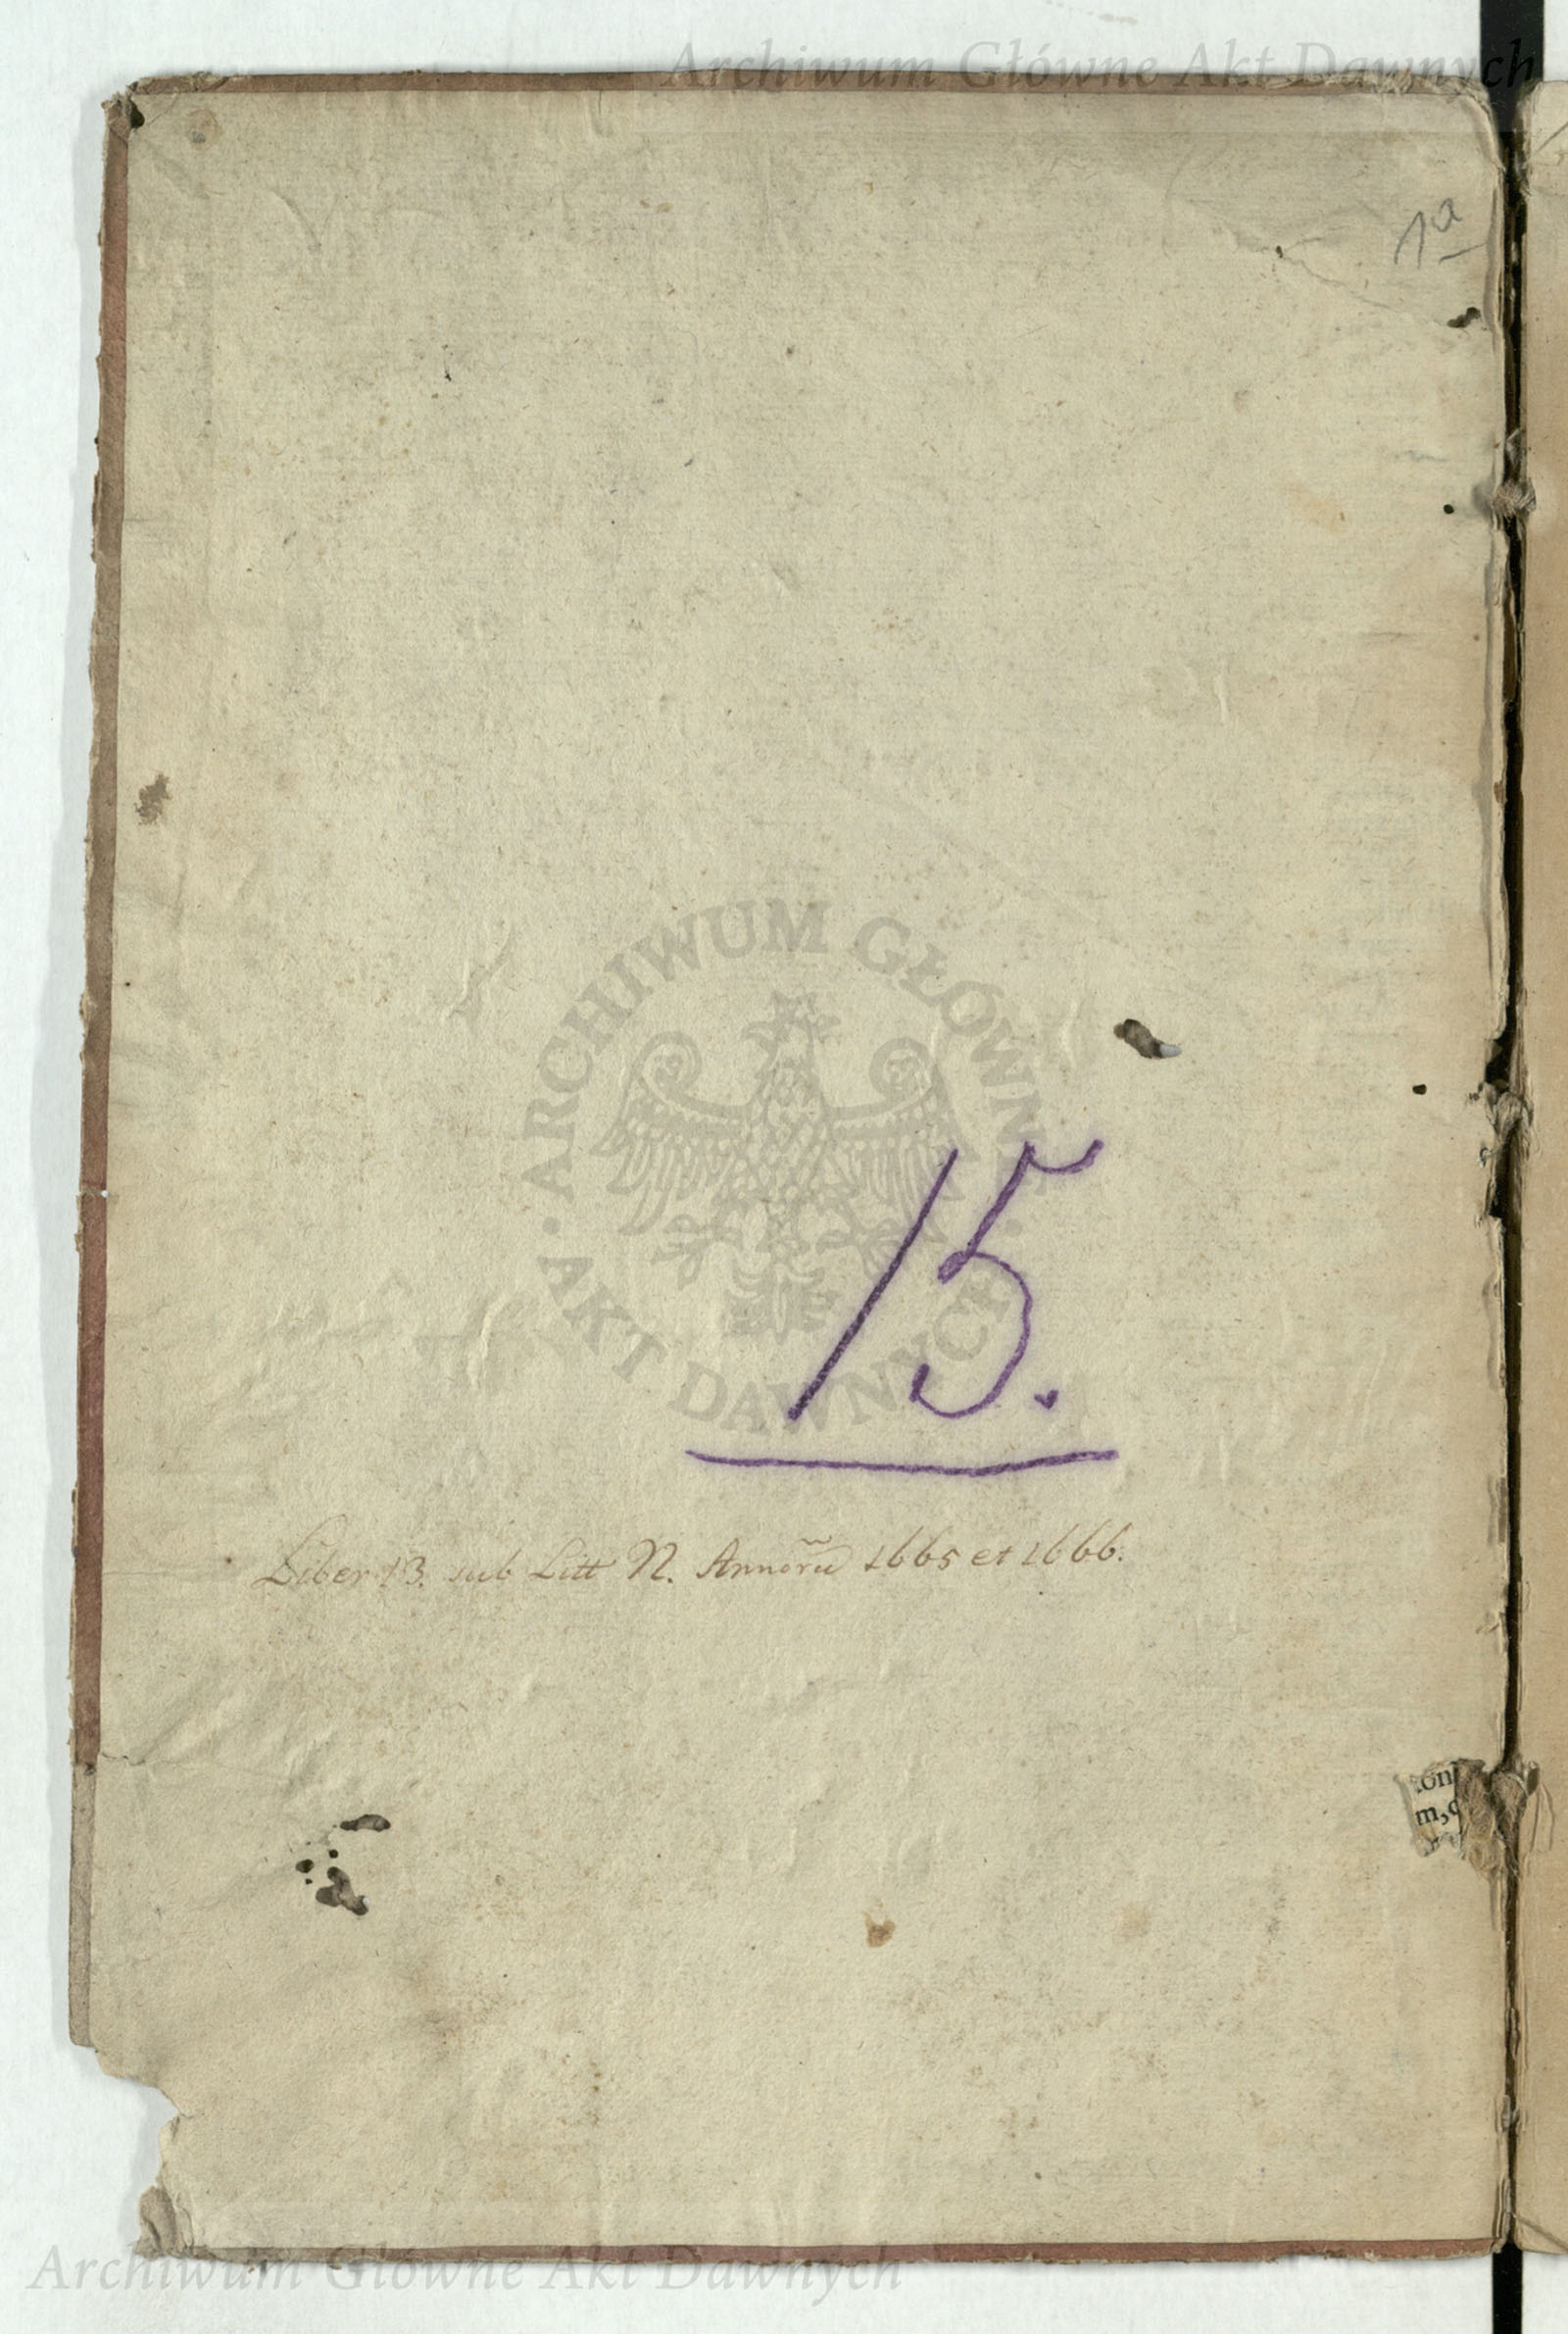 Archiwum Główne Akt Dawnych
1a
ARCHIWUM GŁÓWNE
AKT DAWNYCH
15.
Liber 13. sub Litt N. Annorũ 1665 et 1666.
m,
Archiwum Główne Akt Dawnych